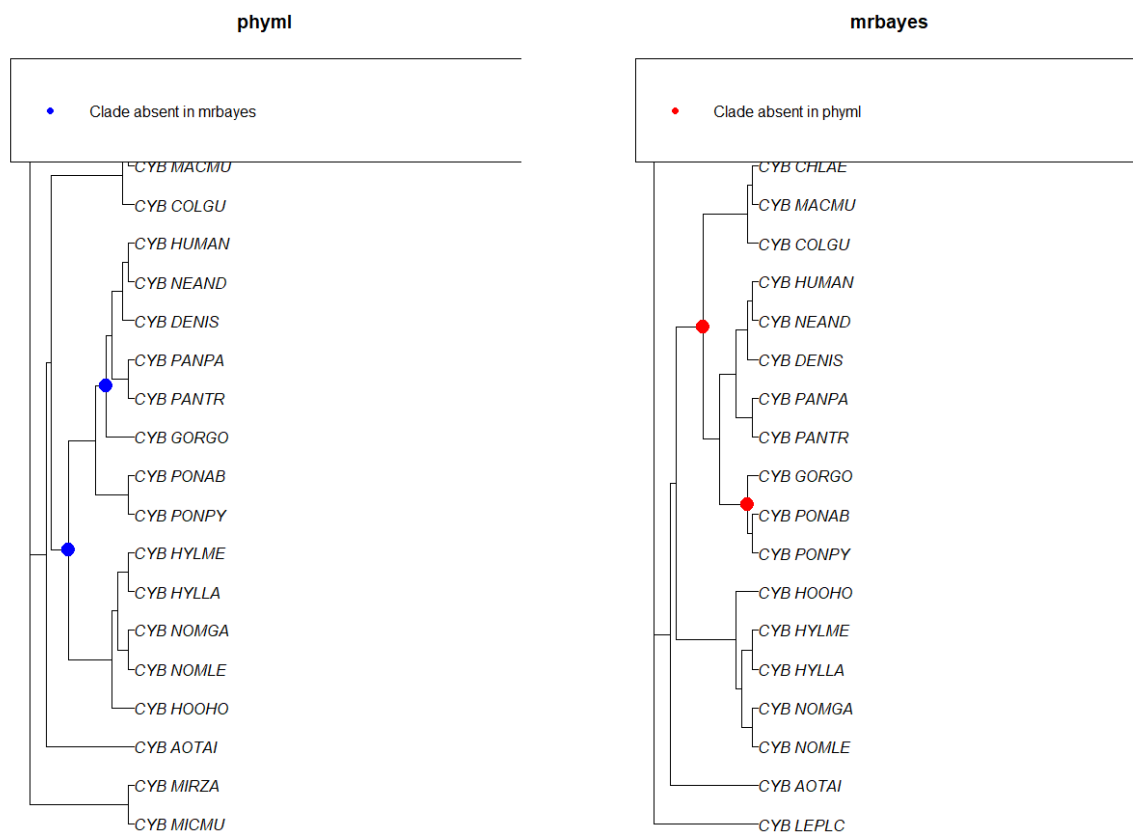 phyml
Clade absent in mrbayes
CYB MACMU
CYB COLGU
CYB HUMAN
CYB NEAND
CYB DENIS
CYB PANPA
CYB PANTR
CYB GORGO
CYB PONAB
CYB PONPY
CYB HYLME
CYB HYLLA
CYB NOMGA
CYB NOMLE
CYB HOOHO
CYB AOTAI
CYB MIRZA
CYB MICMU
mrbayes
Clade absent in phyml
CYB CHLAE
CYB MACMU
CYB COLGU
CYB HUMAN
CYB NEAND
CYB DENIS
CYB PANPA
CYB PANTR
CYB GORGO
CYB PONAB
CYB PONPY
CYB HOOHO
CYB HYLME
CYB HYLLA
CYB NOMGA
CYB NOMLE
CYB AOTAI
CYB LEPLC